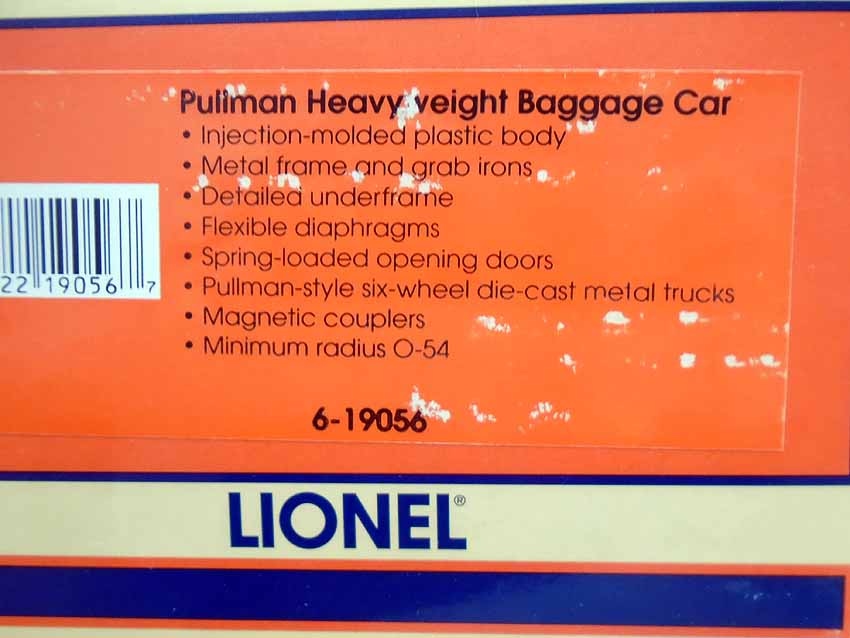 Pullman Heavyweight Baggage Car
• Injection-molded plastic body
• Metal frame and grab irons
• Detailed underframe
• Flexible diaphragms
• Spring-loaded opening doors
• Pullman-style six-wheel die-cast metal trucks
• Magnetic couplers
• Minimum radius O-54
22 19056 7
6-19056
LIONEL®